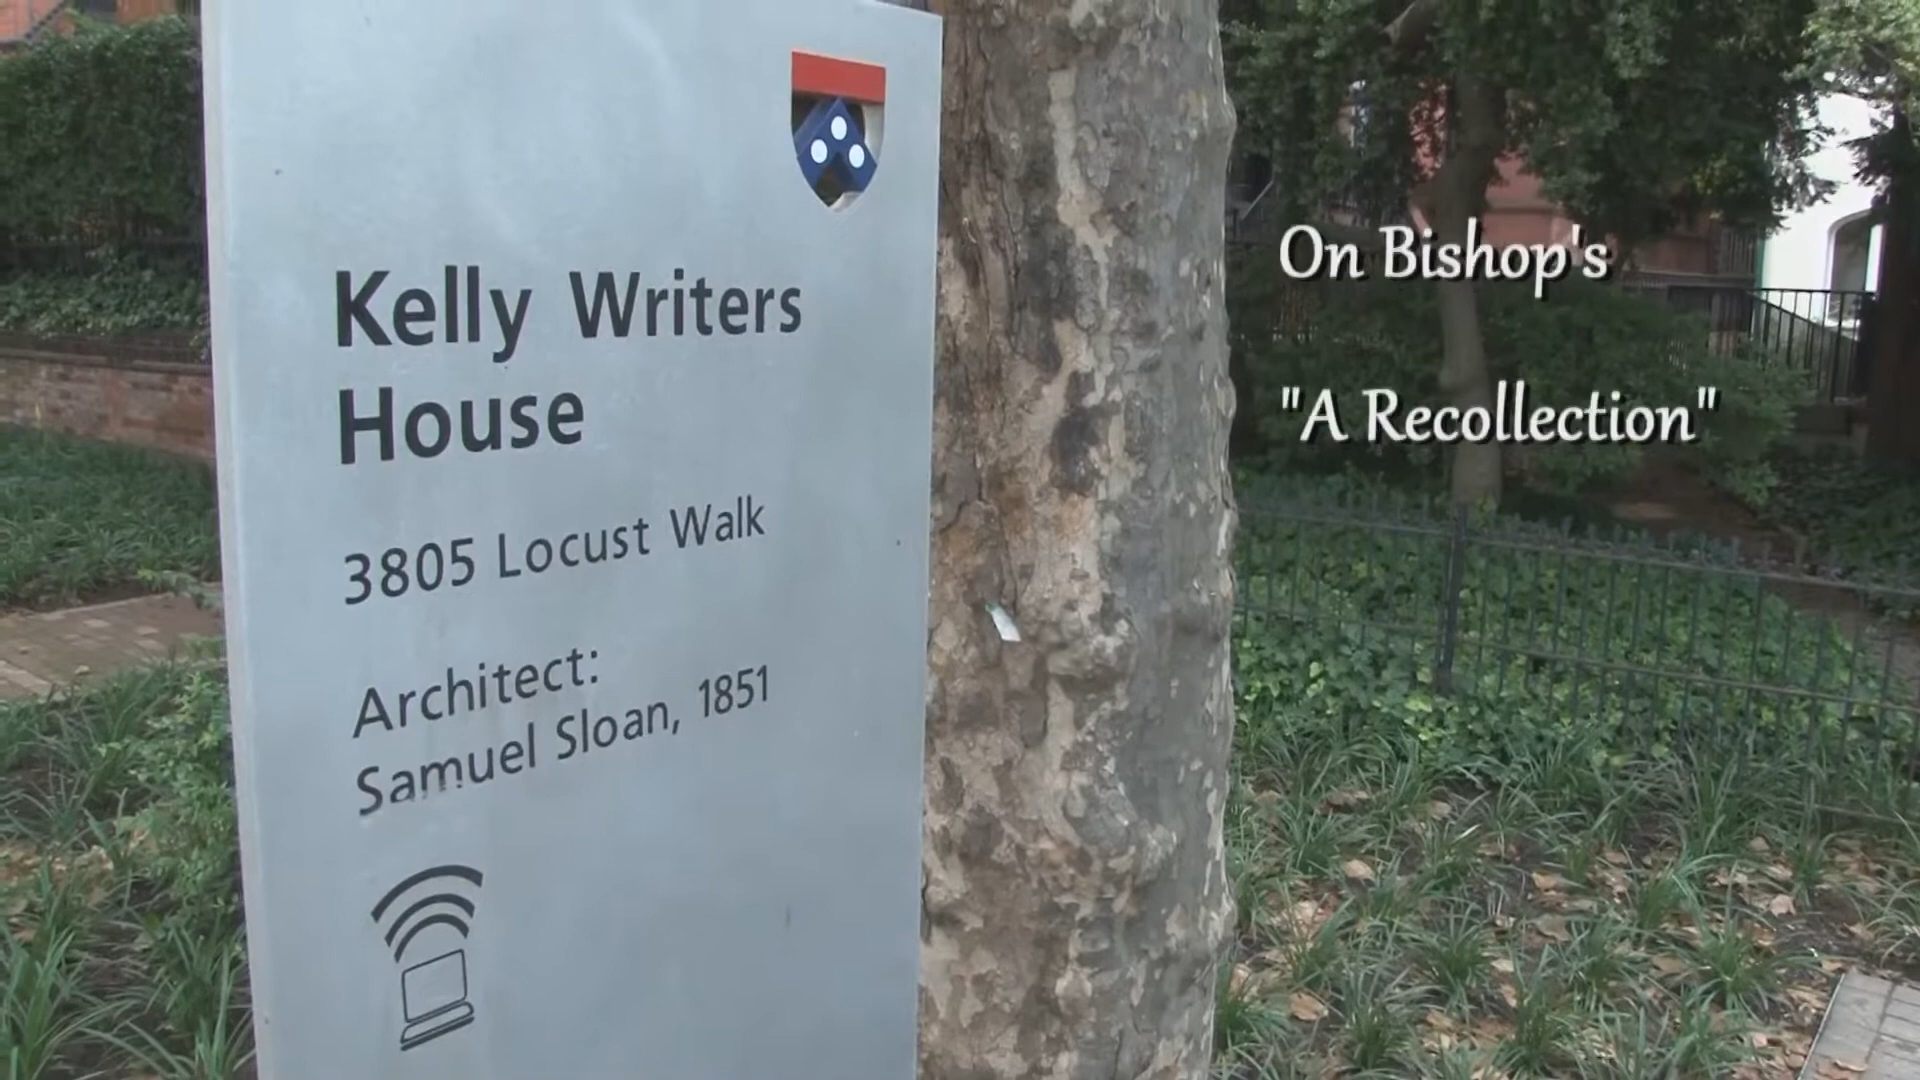 Kelly Writers
House
3805 Locust Walk
Architect:
Samuel Sloan, 1851
On Bishop's
"A Recollection"